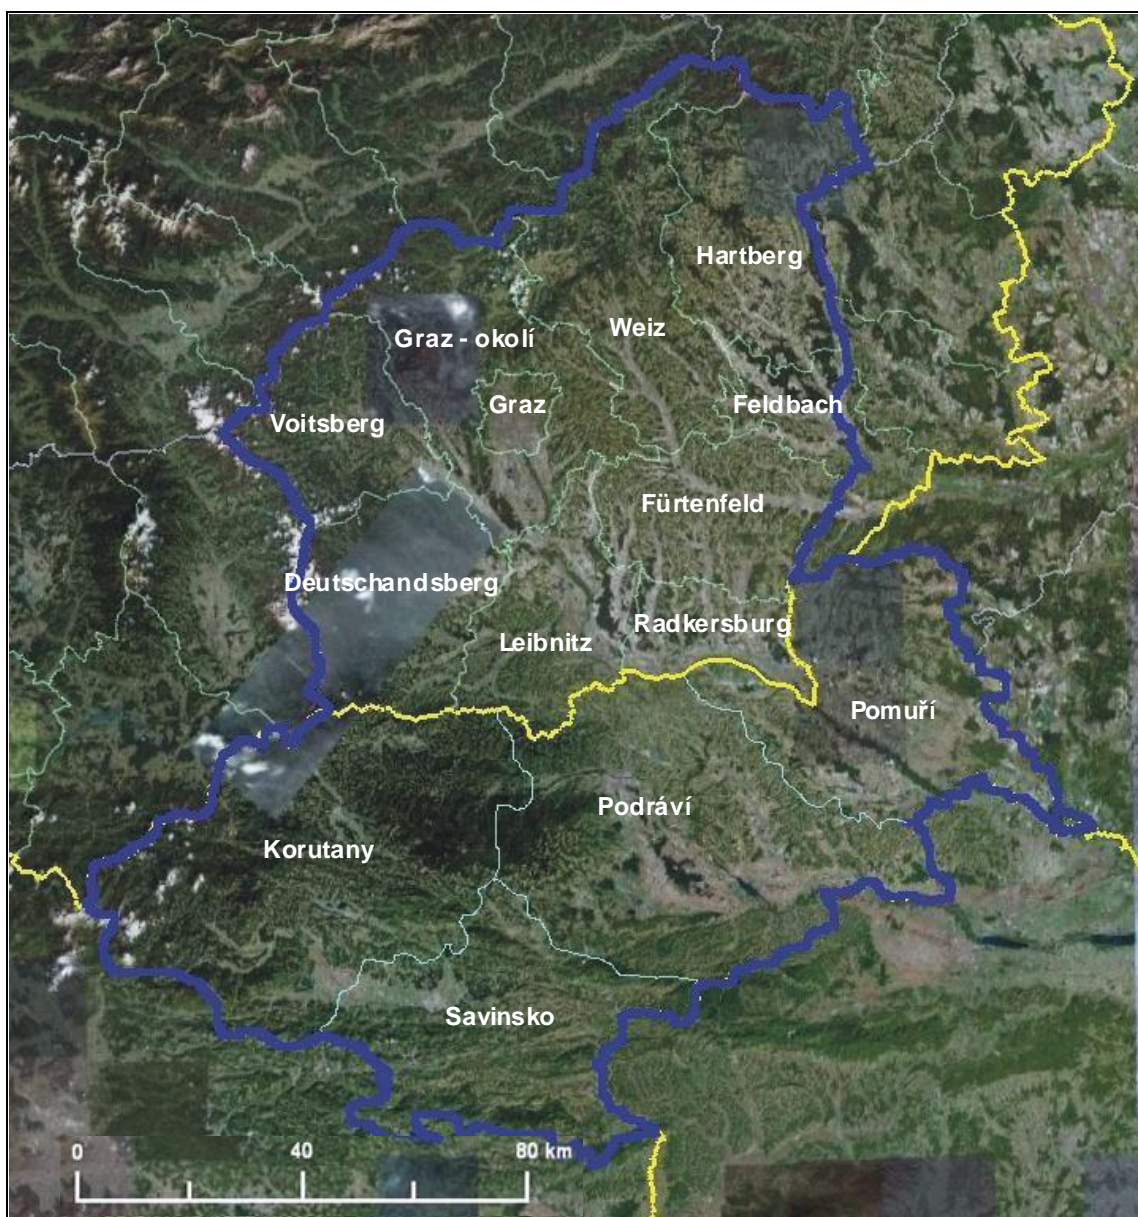 Hartberg
Weiz
Graz - okolí
Graz
Feldbach
Voitsberg
Fürtenfeld
Deutschandsberg
Radkersburg
Leibnitz
Pomuří
Podráví
Korutany
Savinsko
0 40 80 km